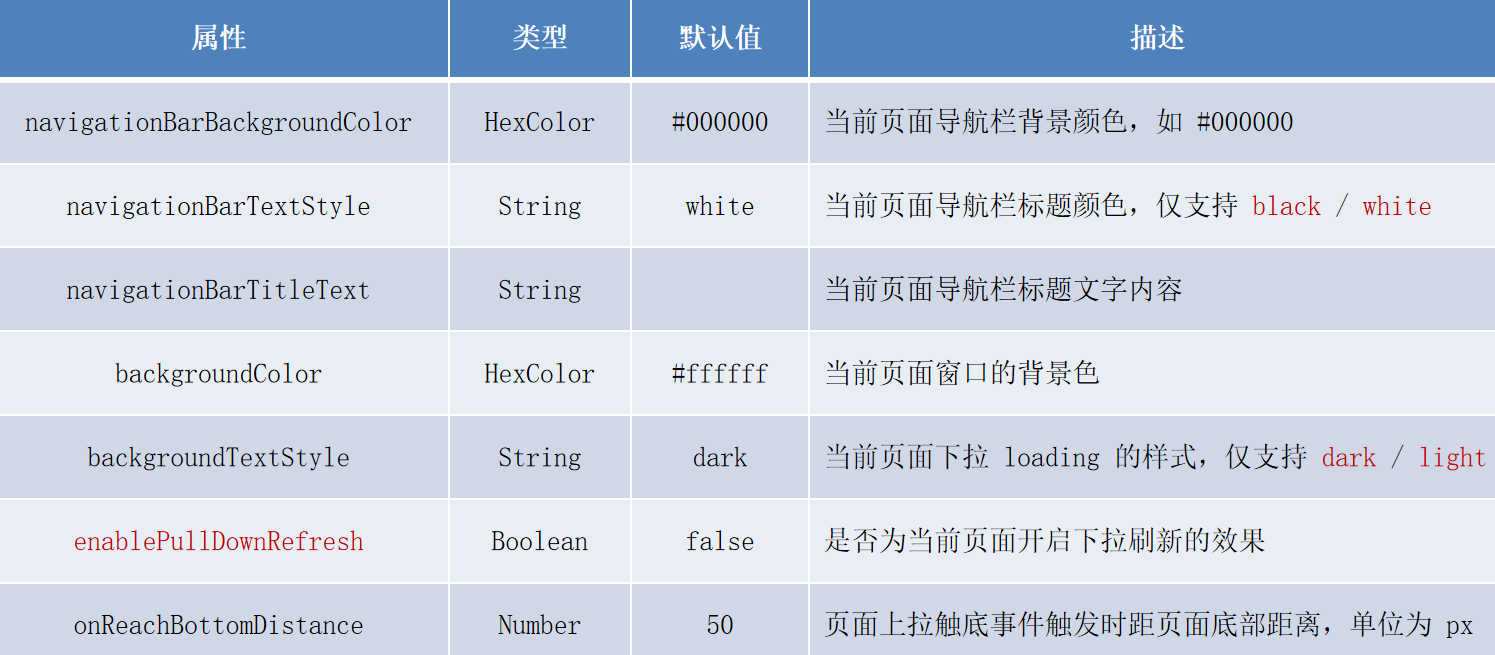 属性 类型 默认值 描述
navigationBarBackgroundColor HexColor #000000 当前页面导航栏背景颜色，如 #000000
navigationBarTextStyle String white 当前页面导航栏标题颜色，仅支持 black / white
navigationBarTitleText String 当前页面导航栏标题文字内容
backgroundColor HexColor #ffffff 当前页面窗口的背景色
backgroundTextStyle String dark 当前页面下拉 loading 的样式，仅支持 dark / light
enablePullDownRefresh Boolean false 是否为当前页面开启下拉刷新的效果
onReachBottomDistance Number 50 页面上拉触底事件触发时距页面底部距离，单位为 px